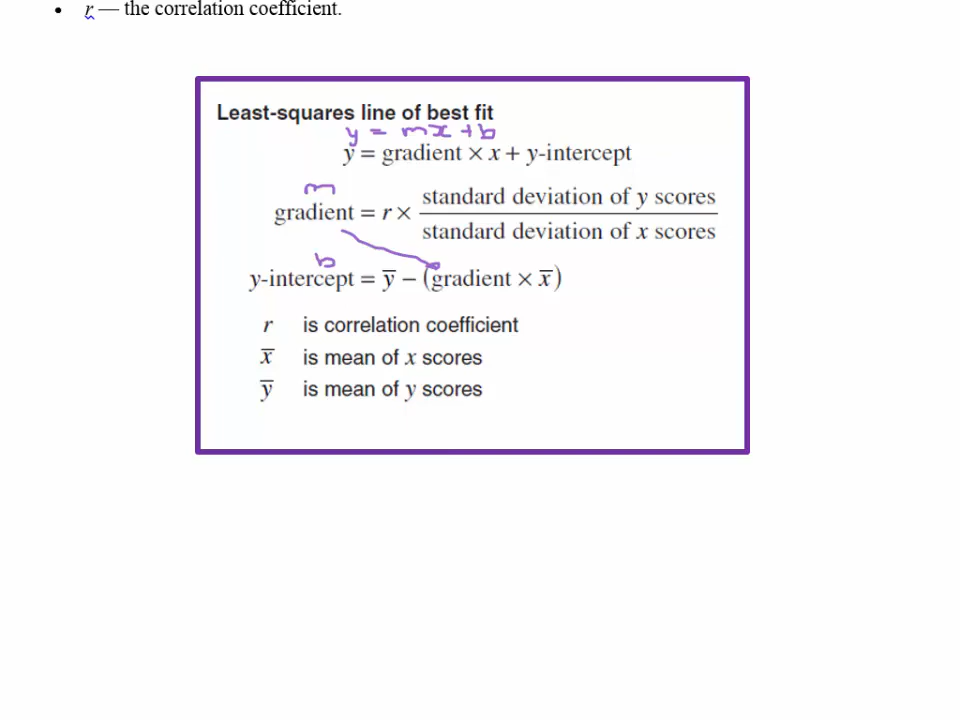 • r — the correlation coefficient.
Least-squares line of best fit
y = mx + b
y = gradient × x + y-intercept
m
gradient = r × standard deviation of y scores / standard deviation of x scores
b
y-intercept = y̅ − (gradient × x̅)
r is correlation coefficient
x̅ is mean of x scores
y̅ is mean of y scores